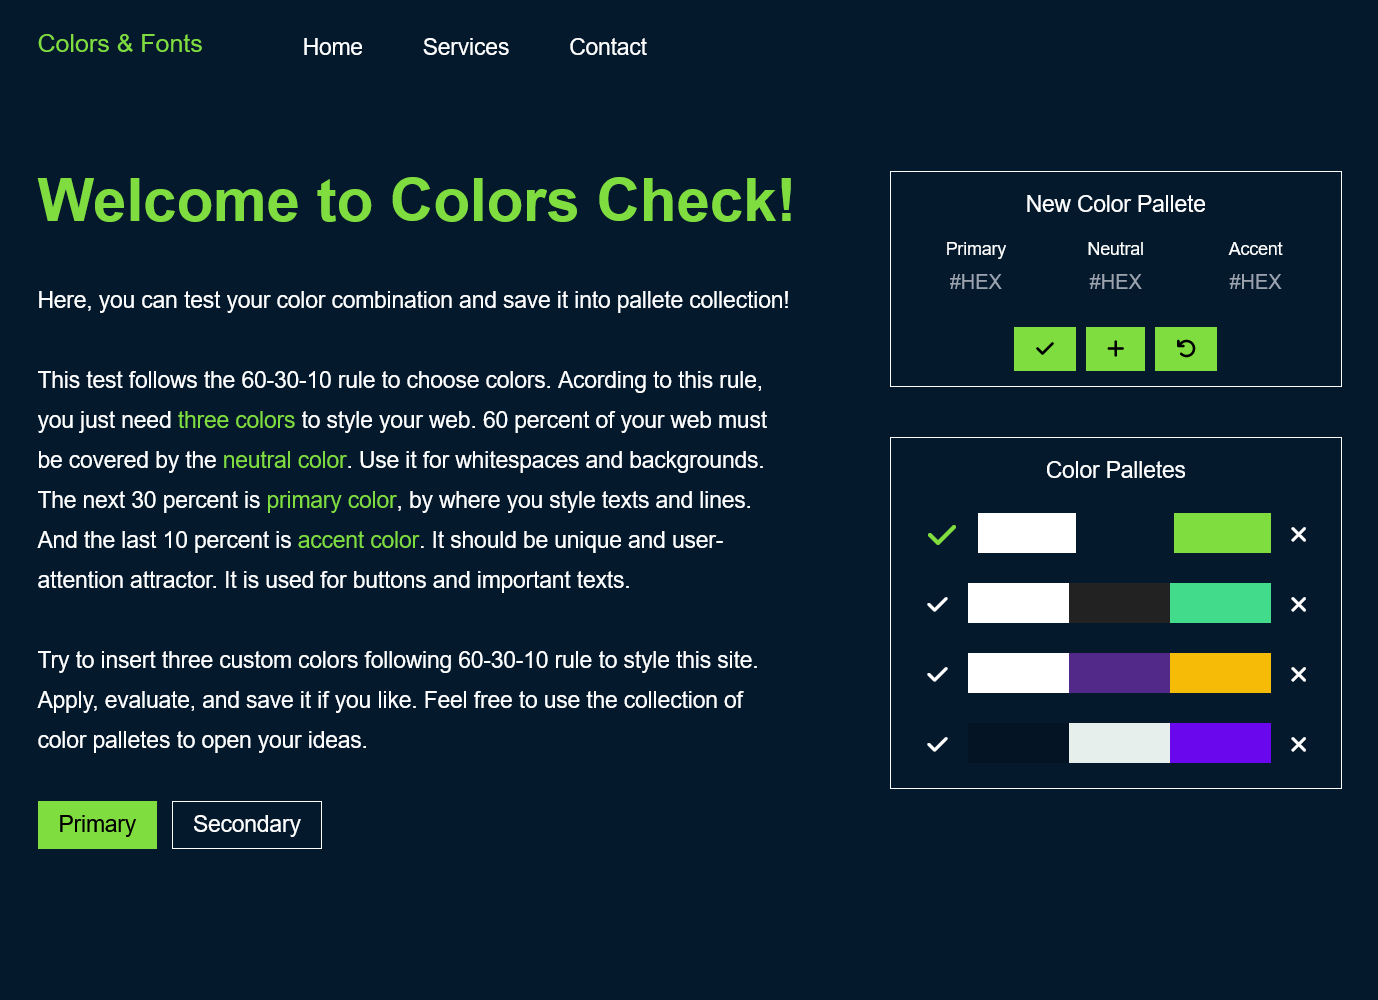 Colors & Fonts
Home
Services
Contact
Welcome to Colors Check!
Here, you can test your color combination and save it into pallete collection!
This test follows the 60-30-10 rule to choose colors. Acording to this rule,
you just need three colors to style your web. 60 percent of your web must
be covered by the neutral color. Use it for whitespaces and backgrounds.
The next 30 percent is primary color, by where you style texts and lines.
And the last 10 percent is accent color. It should be unique and user-
attention attractor. It is used for buttons and important texts.
Try to insert three custom colors following 60-30-10 rule to style this site.
Apply, evaluate, and save it if you like. Feel free to use the collection of
color palletes to open your ideas.
Primary
Secondary
New Color Pallete
Primary
Neutral
Accent
#HEX
#HEX
#HEX
Color Palletes